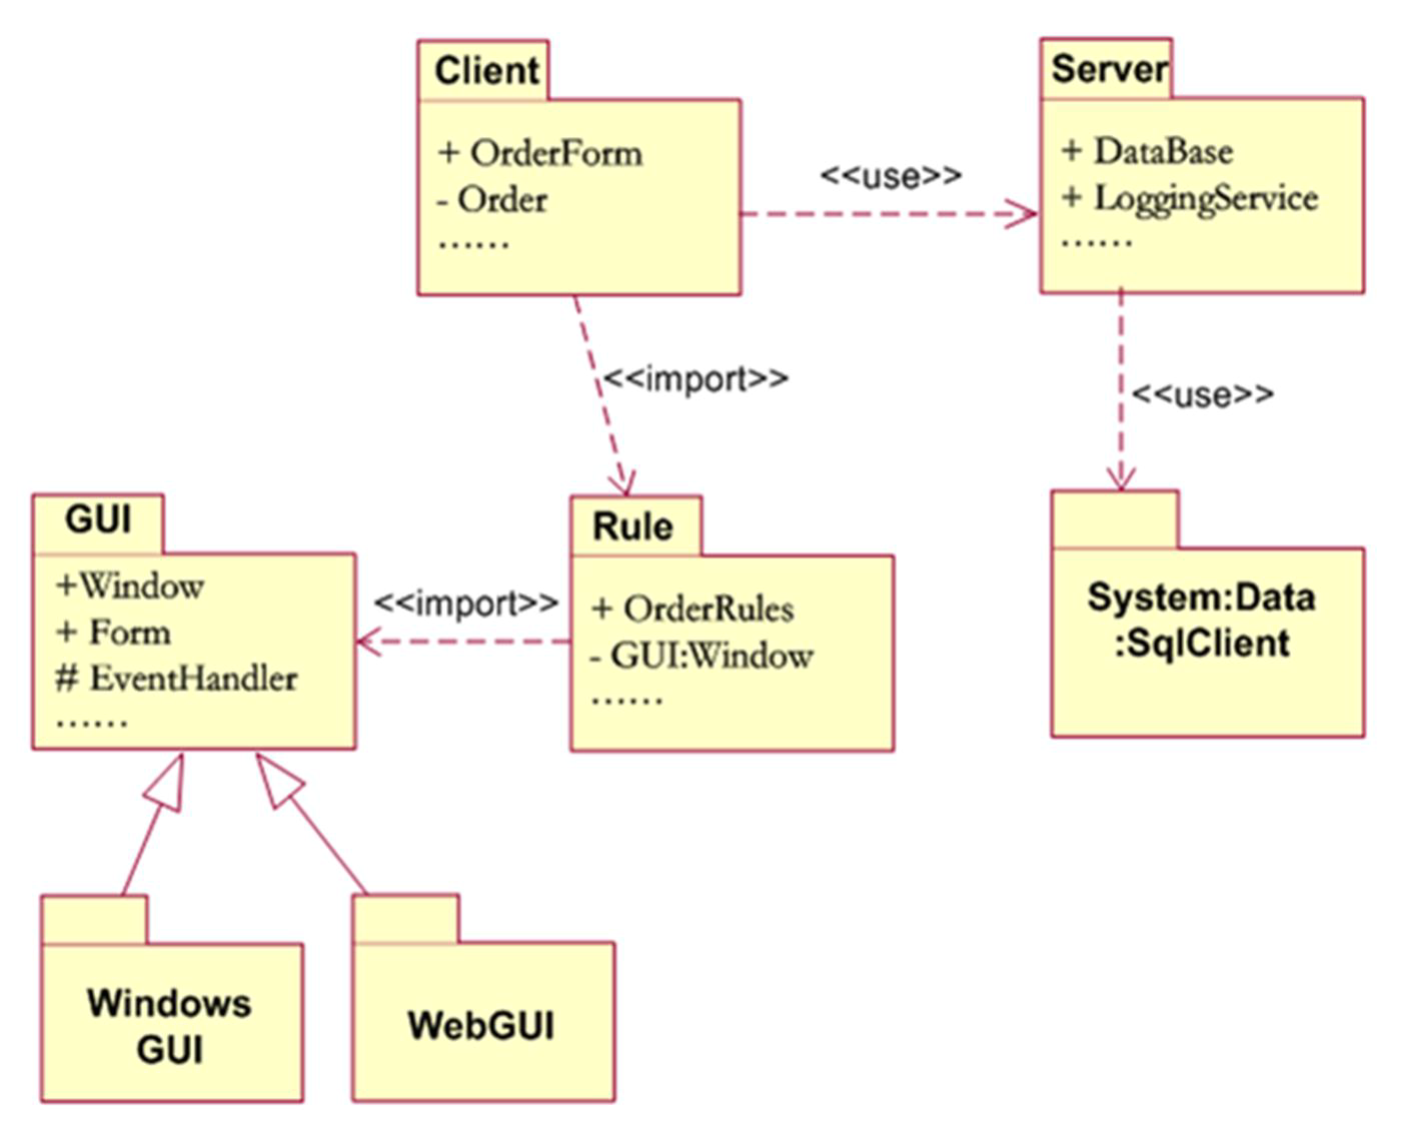 Client
+ OrderForm
- Order
......
<<use>>
Server
+ DataBase
+ LoggingService
......
<<import>>
<<use>>
GUI
+Window
+ Form
# EventHandler
......
<<import>>
Rule
+ OrderRules
- GUI:Window
......
System:Data
:SqlClient
Windows
GUI
WebGUI